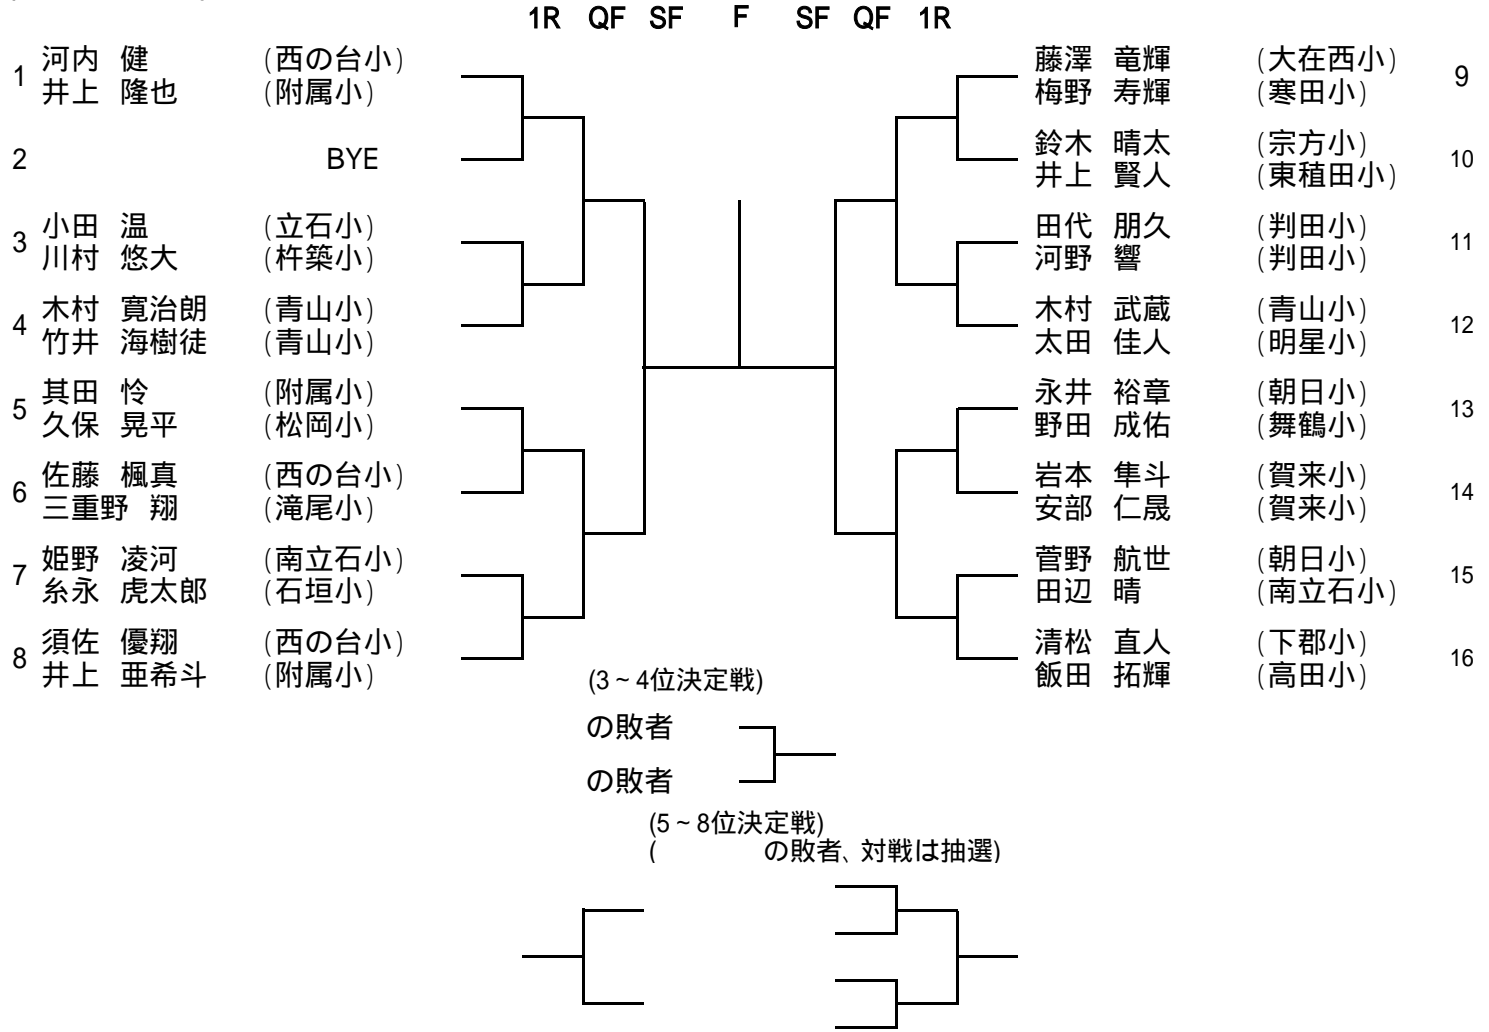 1R QF SF F SF QF 1R
1 河内 健 (西の台小)
井上 隆也 (附属小)
2 BYE
3 小田 温 (立石小)
川村 悠大 (杵築小)
4 木村 寛治朗 (青山小)
竹井 海樹徒 (青山小)
5 其田 怜 (附属小)
久保 晃平 (松岡小)
6 佐藤 楓真 (西の台小)
三重野 翔 (滝尾小)
7 姫野 凌河 (南立石小)
糸永 虎太郎 (石垣小)
8 須佐 優翔 (西の台小)
井上 亜希斗 (附属小)
藤澤 竜輝 (大在西小) 9
梅野 寿輝 (寒田小)
鈴木 晴太 (宗方小) 10
井上 賢人 (東稙田小)
田代 朋久 (判田小) 11
河野 響 (判田小)
木村 武蔵 (青山小) 12
太田 佳人 (明星小)
永井 裕章 (朝日小) 13
野田 成佑 (舞鶴小)
岩本 隼斗 (賀来小) 14
安部 仁晟 (賀来小)
菅野 航世 (朝日小) 15
田辺 晴 (南立石小)
清松 直人 (下郡小) 16
飯田 拓輝 (高田小)
(3~4位決定戦)
の敗者
の敗者
(5~8位決定戦)
( の敗者、対戦は抽選)